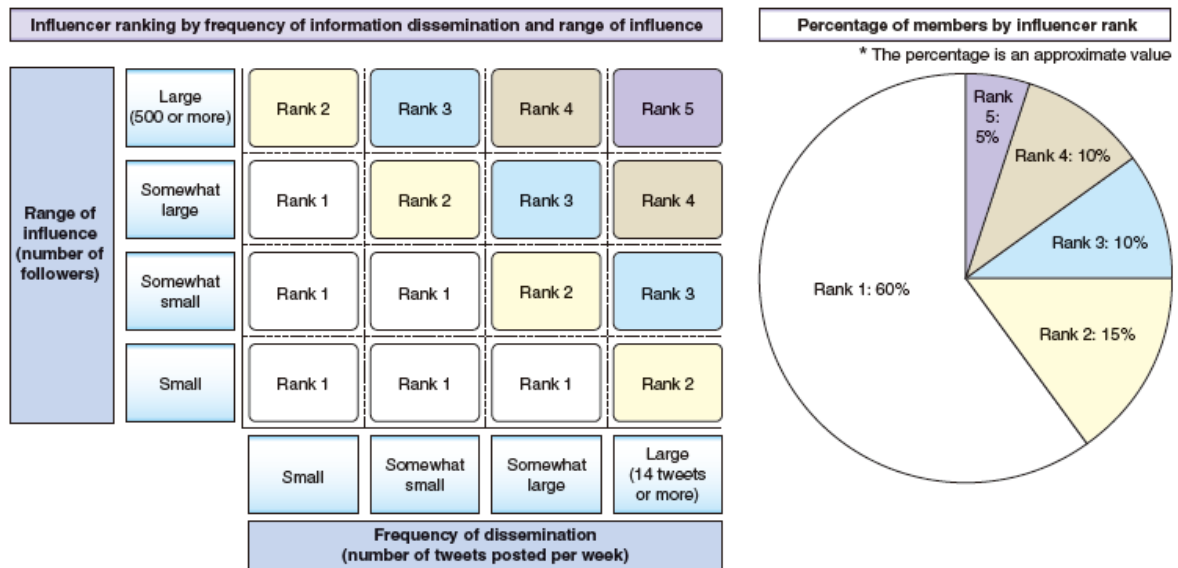 Influencer ranking by frequency of information dissemination and range of influence
Range of
influence
(number of
followers)
Large
(500 or more)
Rank 2
Rank 3
Rank 4
Rank 5
Somewhat
large
Rank 1
Rank 2
Rank 3
Rank 4
Somewhat
small
Rank 1
Rank 1
Rank 2
Rank 3
Small
Rank 1
Rank 1
Rank 1
Rank 2
Small
Somewhat
small
Somewhat
large
Large
(14 tweets
or more)
Frequency of dissemination
(number of tweets posted per week)
Percentage of members by influencer rank
* The percentage is an approximate value
Rank
5:
5%
Rank 4: 10%
Rank 3: 10%
Rank 2: 15%
Rank 1: 60%